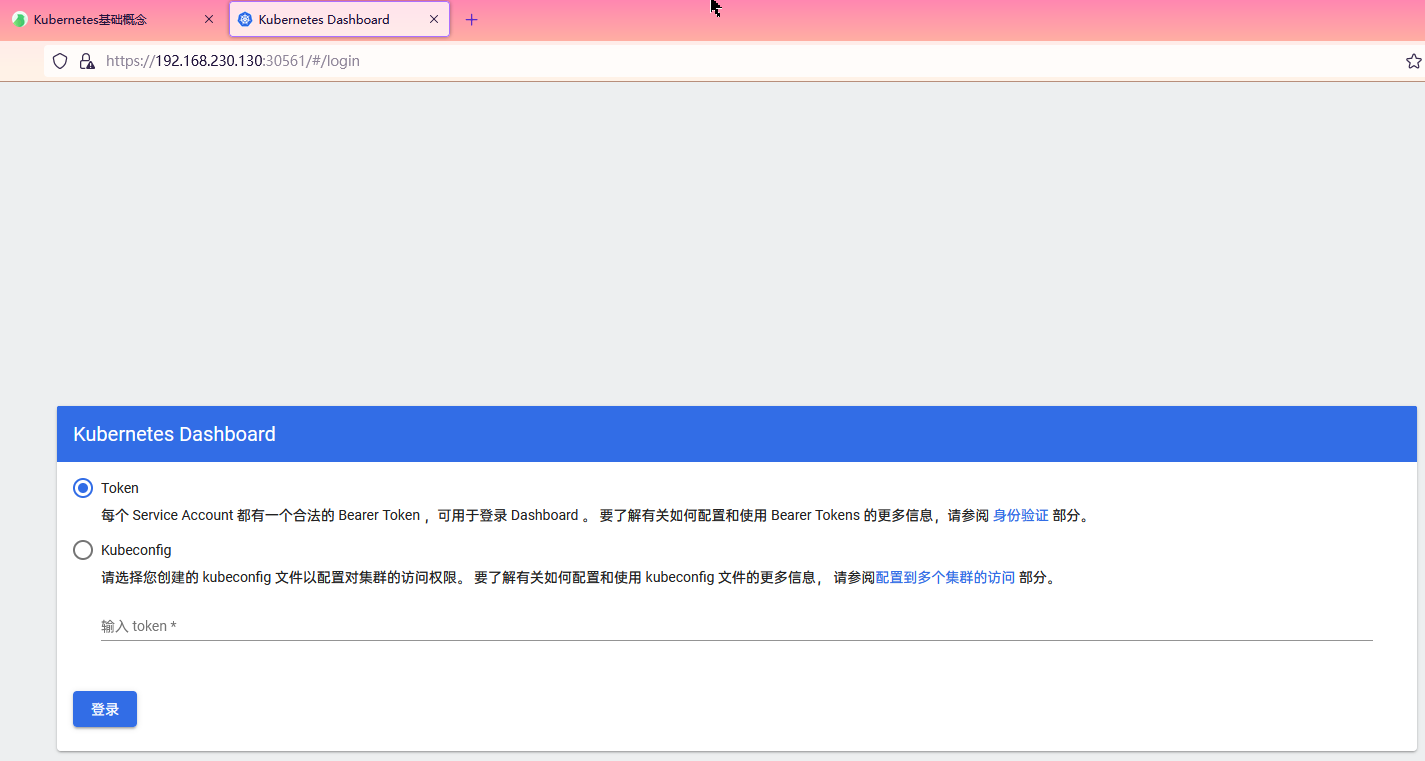 Kubernetes基础概念
Kubernetes Dashboard
https://192.168.230.130:30561/#/login
Kubernetes Dashboard
Token
每个 Service Account 都有一个合法的 Bearer Token ，可用于登录 Dashboard 。 要了解有关如何配置和使用 Bearer Tokens 的更多信息，请参阅 身份验证 部分。
Kubeconfig
请选择您创建的 kubeconfig 文件以配置对集群的访问权限。 要了解有关如何配置和使用 kubeconfig 文件的更多信息， 请参阅配置到多个集群的访问 部分。
输入 token *
登录